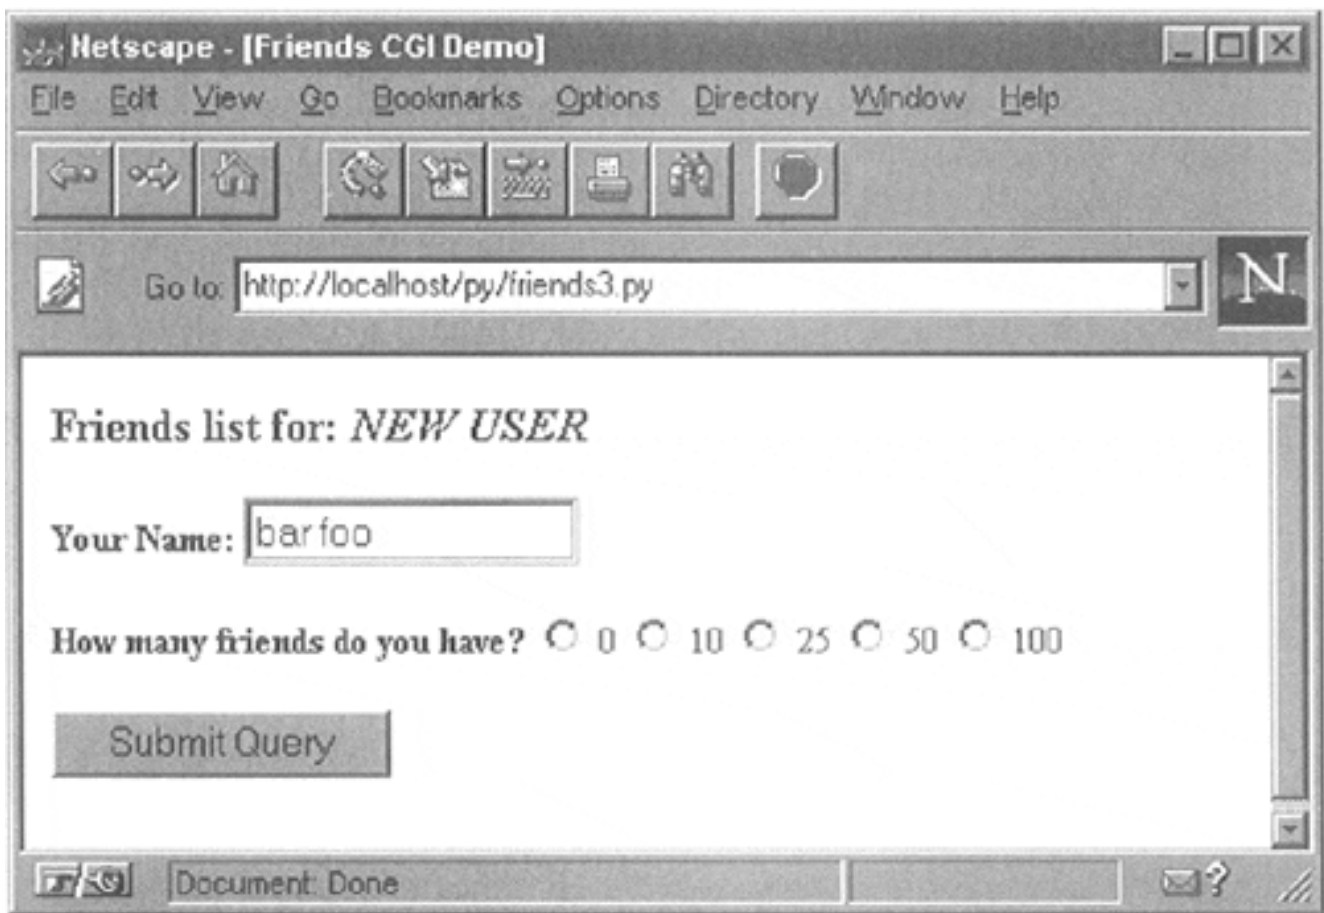 Netscape - [Friends CGI Demo]
File Edit View Go Bookmarks Options Directory Window Help
Go to: http://localhost/py/friends3.py
N
Friends list for: NEW USER
Your Name: bar foo
How many friends do you have? 0 10 25 50 100
Submit Query
Document: Done
?